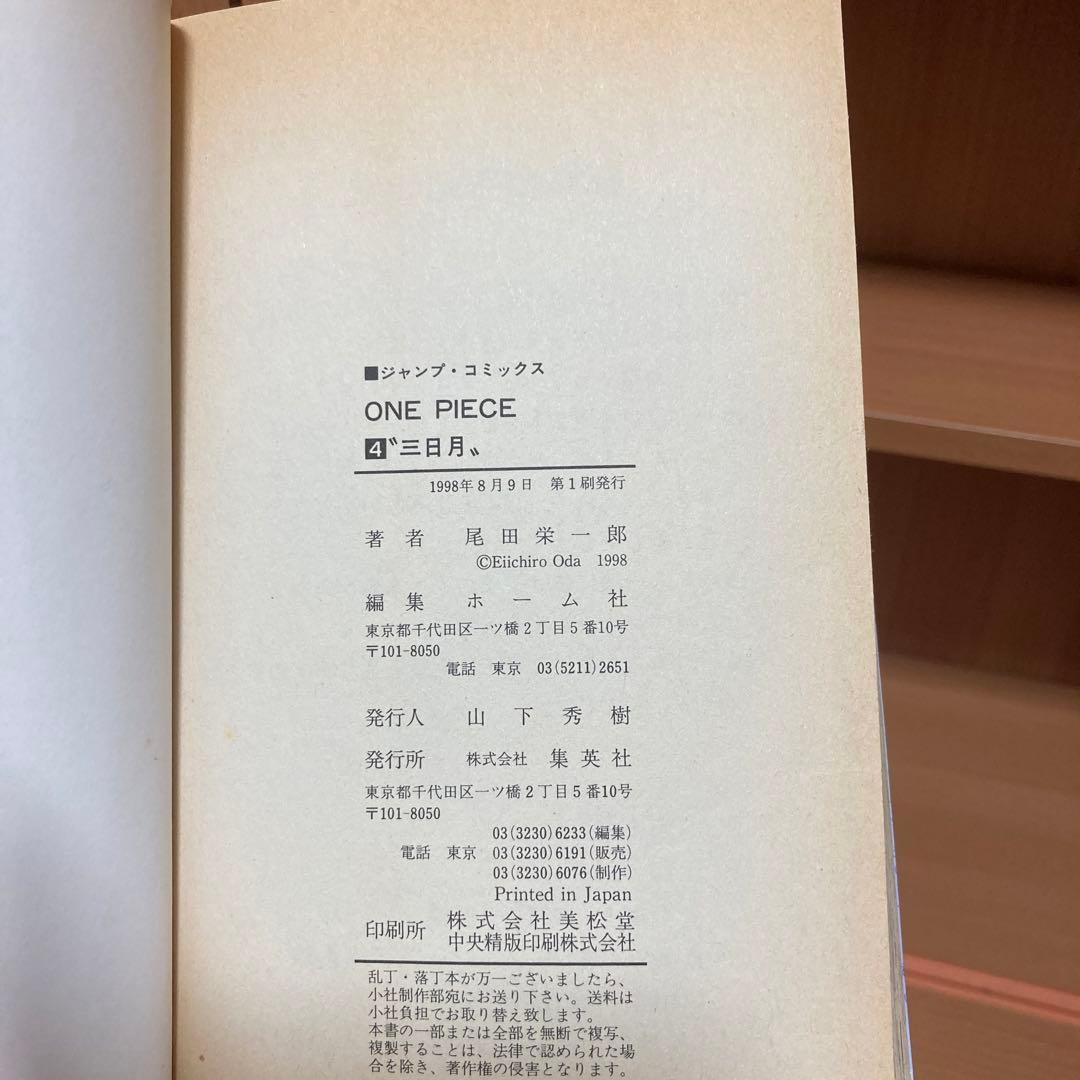 ■ジャンプ・コミックス
ONE PIECE
4〝三日月〟
1998年8月9日 第1刷発行
著者 尾田栄一郎
©Eiichiro Oda 1998
編集 ホーム社
東京都千代田区一ツ橋2丁目5番10号
〒101-8050
電話 東京 03(5211)2651
発行人 山下秀樹
発行所 株式会社 集英社
東京都千代田区一ツ橋2丁目5番10号
〒101-8050
03(3230)6233(編集)
電話 東京 03(3230)6191(販売)
03(3230)6076(制作)
Printed in Japan
印刷所 株式会社美松堂
中央精版印刷株式会社
乱丁・落丁本が万一ございましたら、
小社制作部宛にお送り下さい。送料は
小社負担でお取り替え致します。
本書の一部または全部を無断で複写、
複製することは、法律で認められた場
合を除き、著作権の侵害となります。